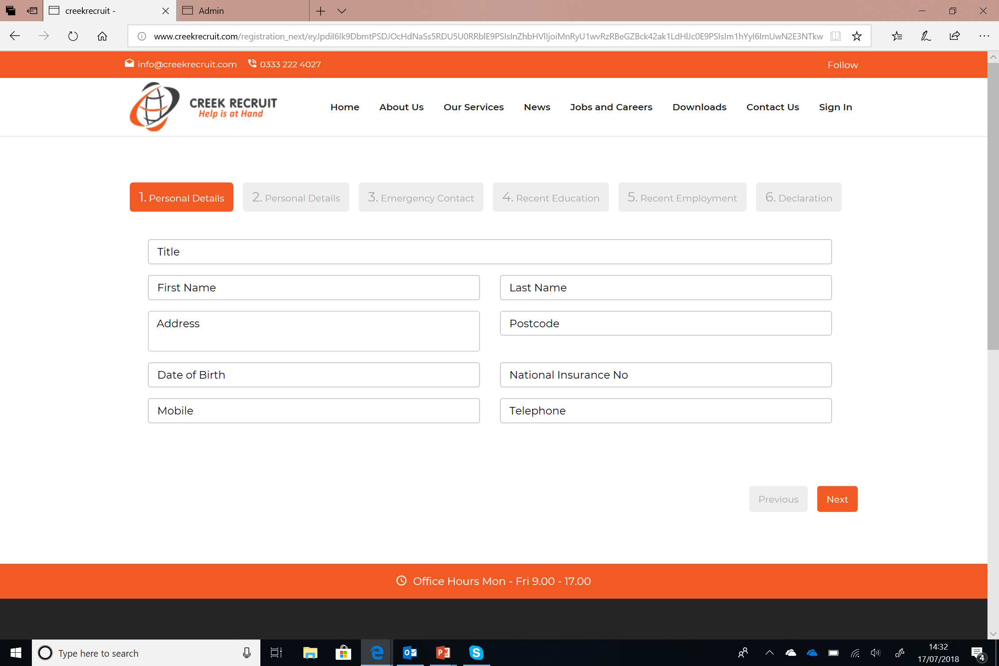 creekrecruit -
Admin
www.creekrecruit.com/registration_next/eyJpdiI6Ik9DbmtPSDJOcHdNaSs5RDU5U0RRblE9PSIsInZhbHVlIjoiMnRyU1wvRzRBeGZBck42ak1LdHlJc0E9PSIsIm1hYyI6ImUwN2E3NTkw
info@creekrecruit.com 0333 222 4027
Follow
CREEK RECRUIT
Help is at Hand
Home About Us Our Services News Jobs and Careers Downloads Contact Us Sign In
1. Personal Details 2. Personal Details 3. Emergency Contact 4. Recent Education 5. Recent Employment 6. Declaration
Title
First Name Last Name
Address Postcode
Date of Birth National Insurance No
Mobile Telephone
Previous Next
Office Hours Mon - Fri 9.00 - 17.00
Type here to search
14:32
17/07/2018
4